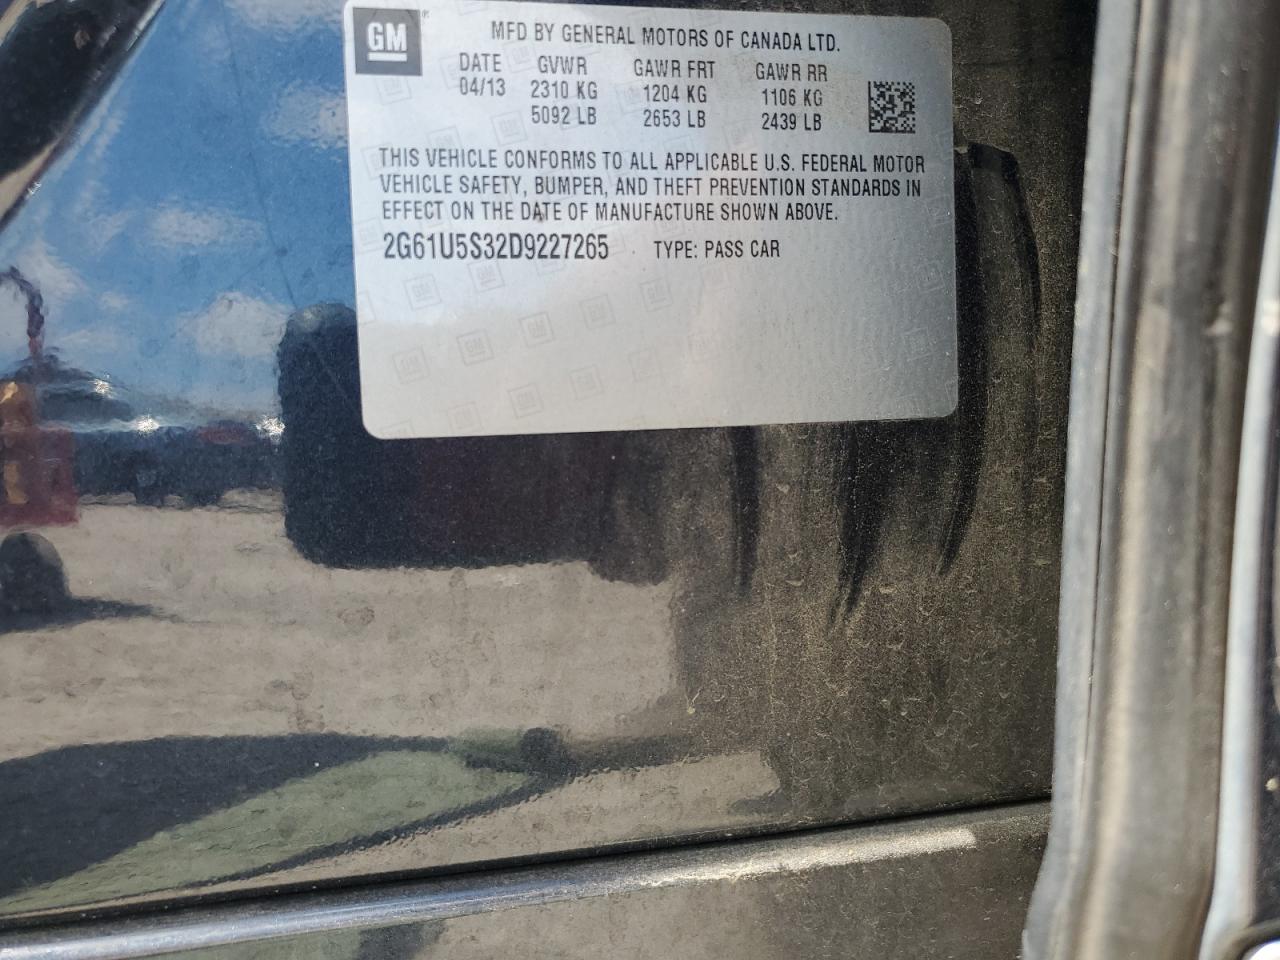 GM
MFD BY GENERAL MOTORS OF CANADA LTD.
DATE GVWR GAWR FRT GAWR RR
04/13 2310 KG 1204 KG 1106 KG
5092 LB 2653 LB 2439 LB
THIS VEHICLE CONFORMS TO ALL APPLICABLE U.S. FEDERAL MOTOR
VEHICLE SAFETY, BUMPER, AND THEFT PREVENTION STANDARDS IN
EFFECT ON THE DATE OF MANUFACTURE SHOWN ABOVE.
2G61U5S32D9227265 TYPE: PASS CAR